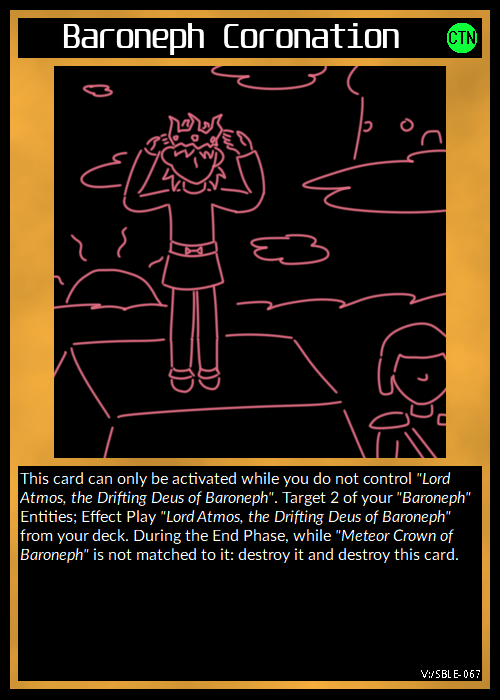 Baroneph Coronation
CTN
This card can only be activated while you do not control "Lord
Atmos, the Drifting Deus of Baroneph". Target 2 of your "Baroneph"
Entities; Effect Play "Lord Atmos, the Drifting Deus of Baroneph"
from your deck. During the End Phase, while "Meteor Crown of
Baroneph" is not matched to it: destroy it and destroy this card.
V:/SBLE-067